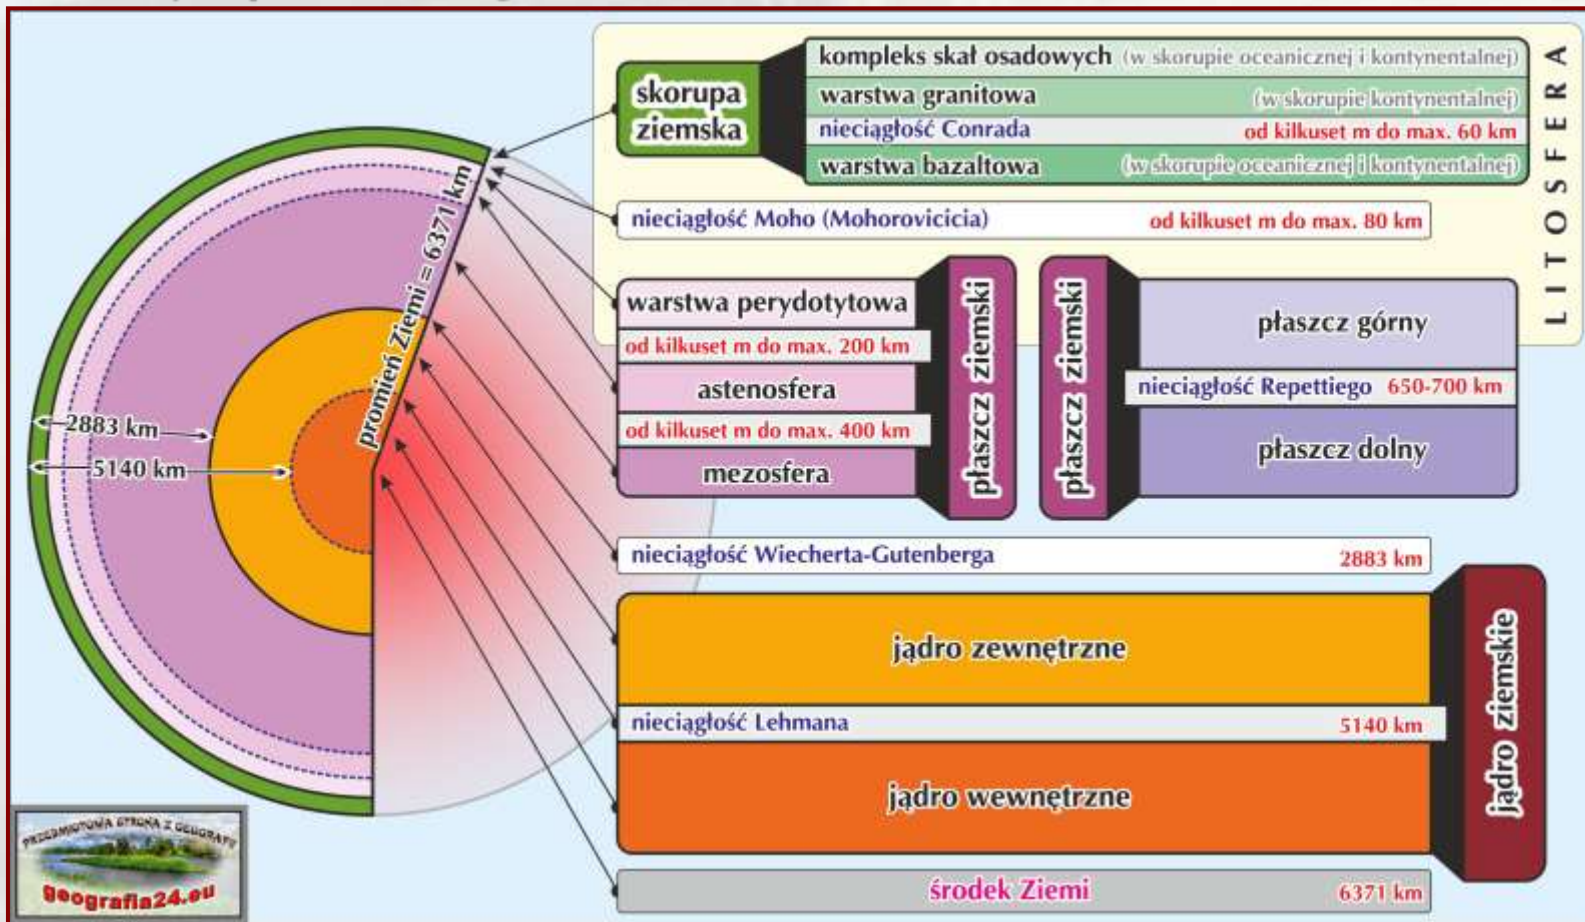 skorupa
ziemska
kompleks skał osadowych (w skorupie oceanicznej i kontynentalnej)
warstwa granitowa (w skorupie kontynentalnej)
nieciągłość Conrada od kilkuset m do max. 60 km
warstwa bazaltowa (w skorupie oceanicznej i kontynentalnej)
LITOSFERA
nieciągłość Moho (Mohorovicicia) od kilkuset m do max. 80 km
warstwa perydotytowa
od kilkuset m do max. 200 km
astenosfera
od kilkuset m do max. 400 km
mezosfera
płaszcz ziemski
płaszcz ziemski
płaszcz górny
nieciągłość Repettiego 650-700 km
płaszcz dolny
promień Ziemi = 6371 km
2883 km
5140 km
nieciągłość Wiecherta-Gutenberga 2883 km
jądro zewnętrzne
nieciągłość Lehmana 5140 km
jądro wewnętrzne
jądro ziemskie
środek Ziemi 6371 km
PRZEDMIOTOWA STRONA Z GEOGRAFII
geografia24.eu